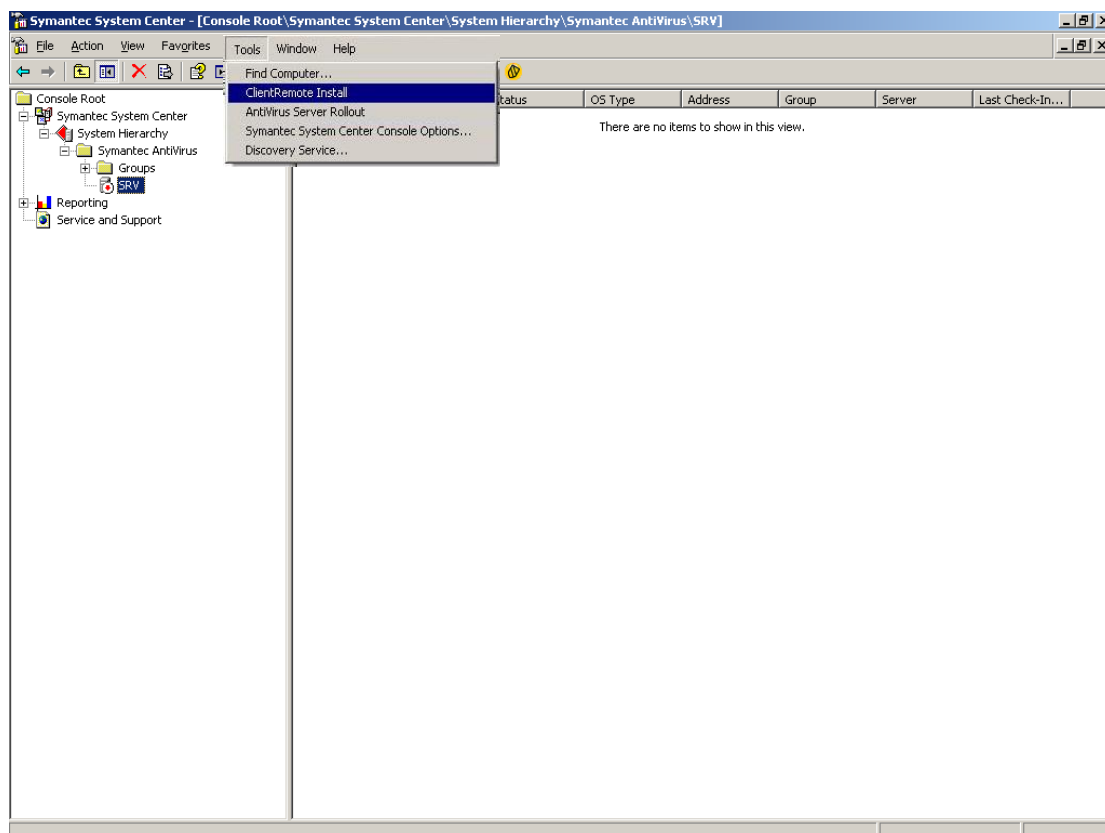 Symantec System Center - [Console Root\Symantec System Center\System Hierarchy\Symantec AntiVirus\SRV]
File Action View Favorites Tools Window Help
Find Computer...
ClientRemote Install
AntiVirus Server Rollout
Symantec System Center Console Options...
Discovery Service...
Console Root
Symantec System Center
System Hierarchy
Symantec AntiVirus
Groups
SRV
Reporting
Service and Support
tatus OS Type Address Group Server Last Check-In...
There are no items to show in this view.